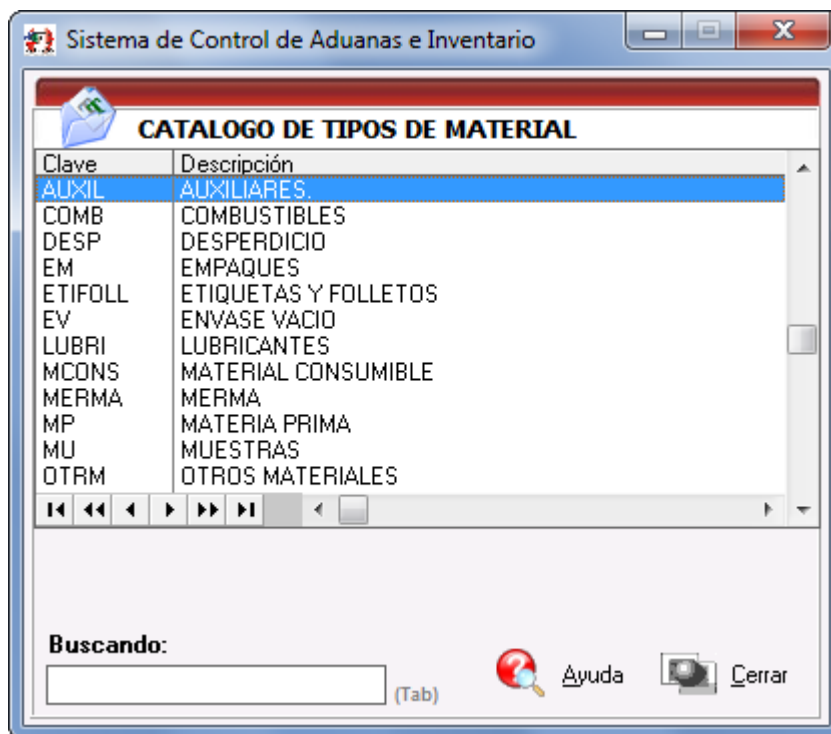 Sistema de Control de Aduanas e Inventario
CATALOGO DE TIPOS DE MATERIAL
Clave Descripción
AUXIL AUXILIARES.
COMB COMBUSTIBLES
DESP DESPERDICIO
EM EMPAQUES
ETIFOLL ETIQUETAS Y FOLLETOS
EV ENVASE VACIO
LUBRI LUBRICANTES
MCONS MATERIAL CONSUMIBLE
MERMA MERMA
MP MATERIA PRIMA
MU MUESTRAS
OTRM OTROS MATERIALES
Buscando:
(Tab) Ayuda Cerrar